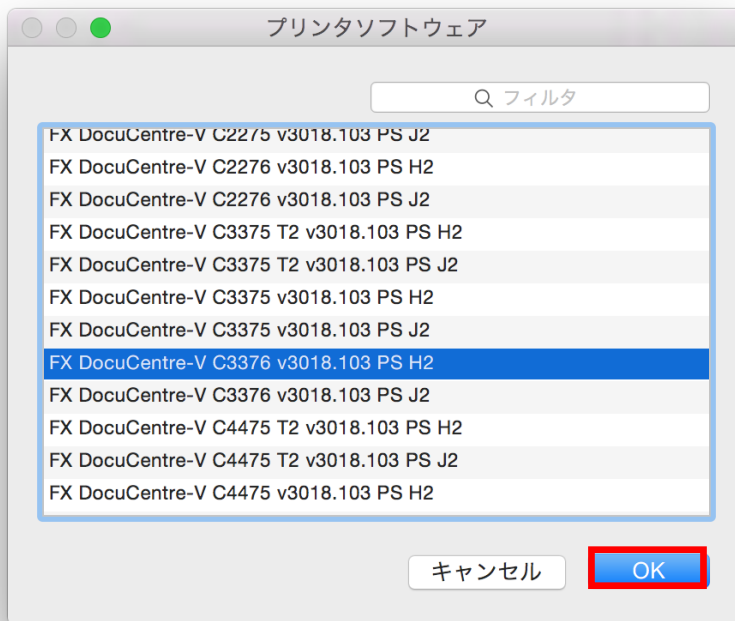 プリンタソフトウェア
フィルタ
FX DocuCentre-V C2275 v3018.103 PS J2
FX DocuCentre-V C2276 v3018.103 PS H2
FX DocuCentre-V C2276 v3018.103 PS J2
FX DocuCentre-V C3375 T2 v3018.103 PS H2
FX DocuCentre-V C3375 T2 v3018.103 PS J2
FX DocuCentre-V C3375 v3018.103 PS H2
FX DocuCentre-V C3375 v3018.103 PS J2
FX DocuCentre-V C3376 v3018.103 PS H2
FX DocuCentre-V C3376 v3018.103 PS J2
FX DocuCentre-V C4475 T2 v3018.103 PS H2
FX DocuCentre-V C4475 T2 v3018.103 PS J2
FX DocuCentre-V C4475 v3018.103 PS H2
キャンセル OK